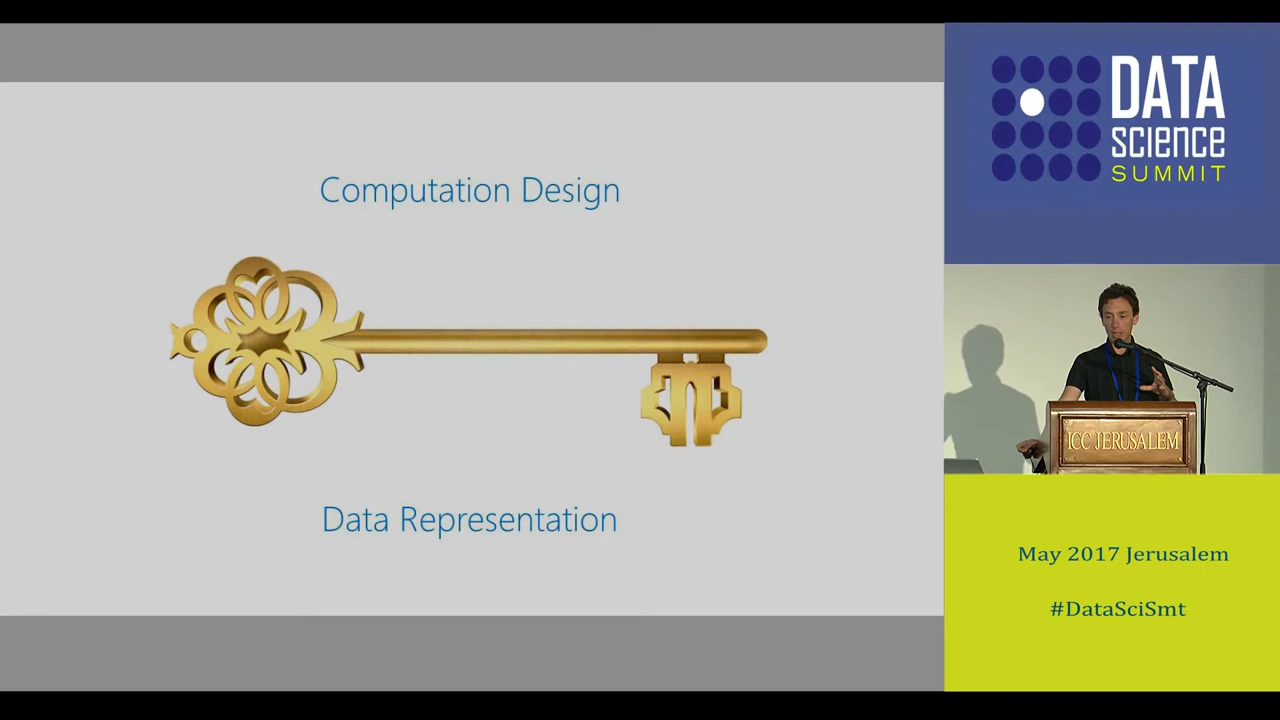 Computation Design
Data Representation
DATA
SCIENCE
SUMMIT
ICC JERUSALEM
May 2017 Jerusalem
#DataSciSmt